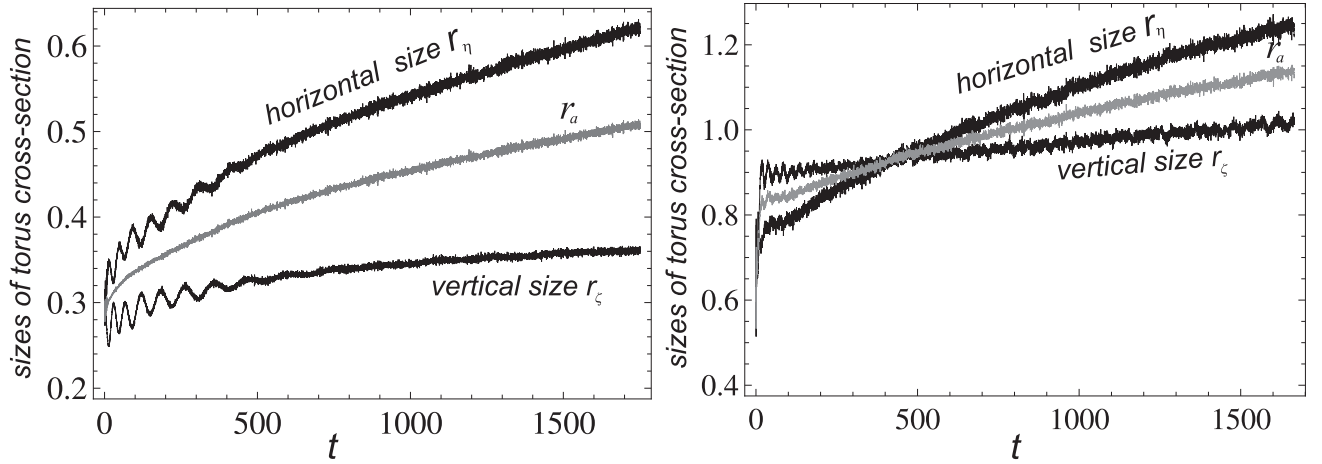 sizes of torus cross-section
0.6
0.5
0.4
0.3
0.2
horizontal size rη
ra
vertical size rζ
0
500
1000
1500
t
sizes of torus cross-section
1.2
1.0
0.8
0.6
0.4
horizontal size rη
ra
vertical size rζ
0
500
1000
1500
t